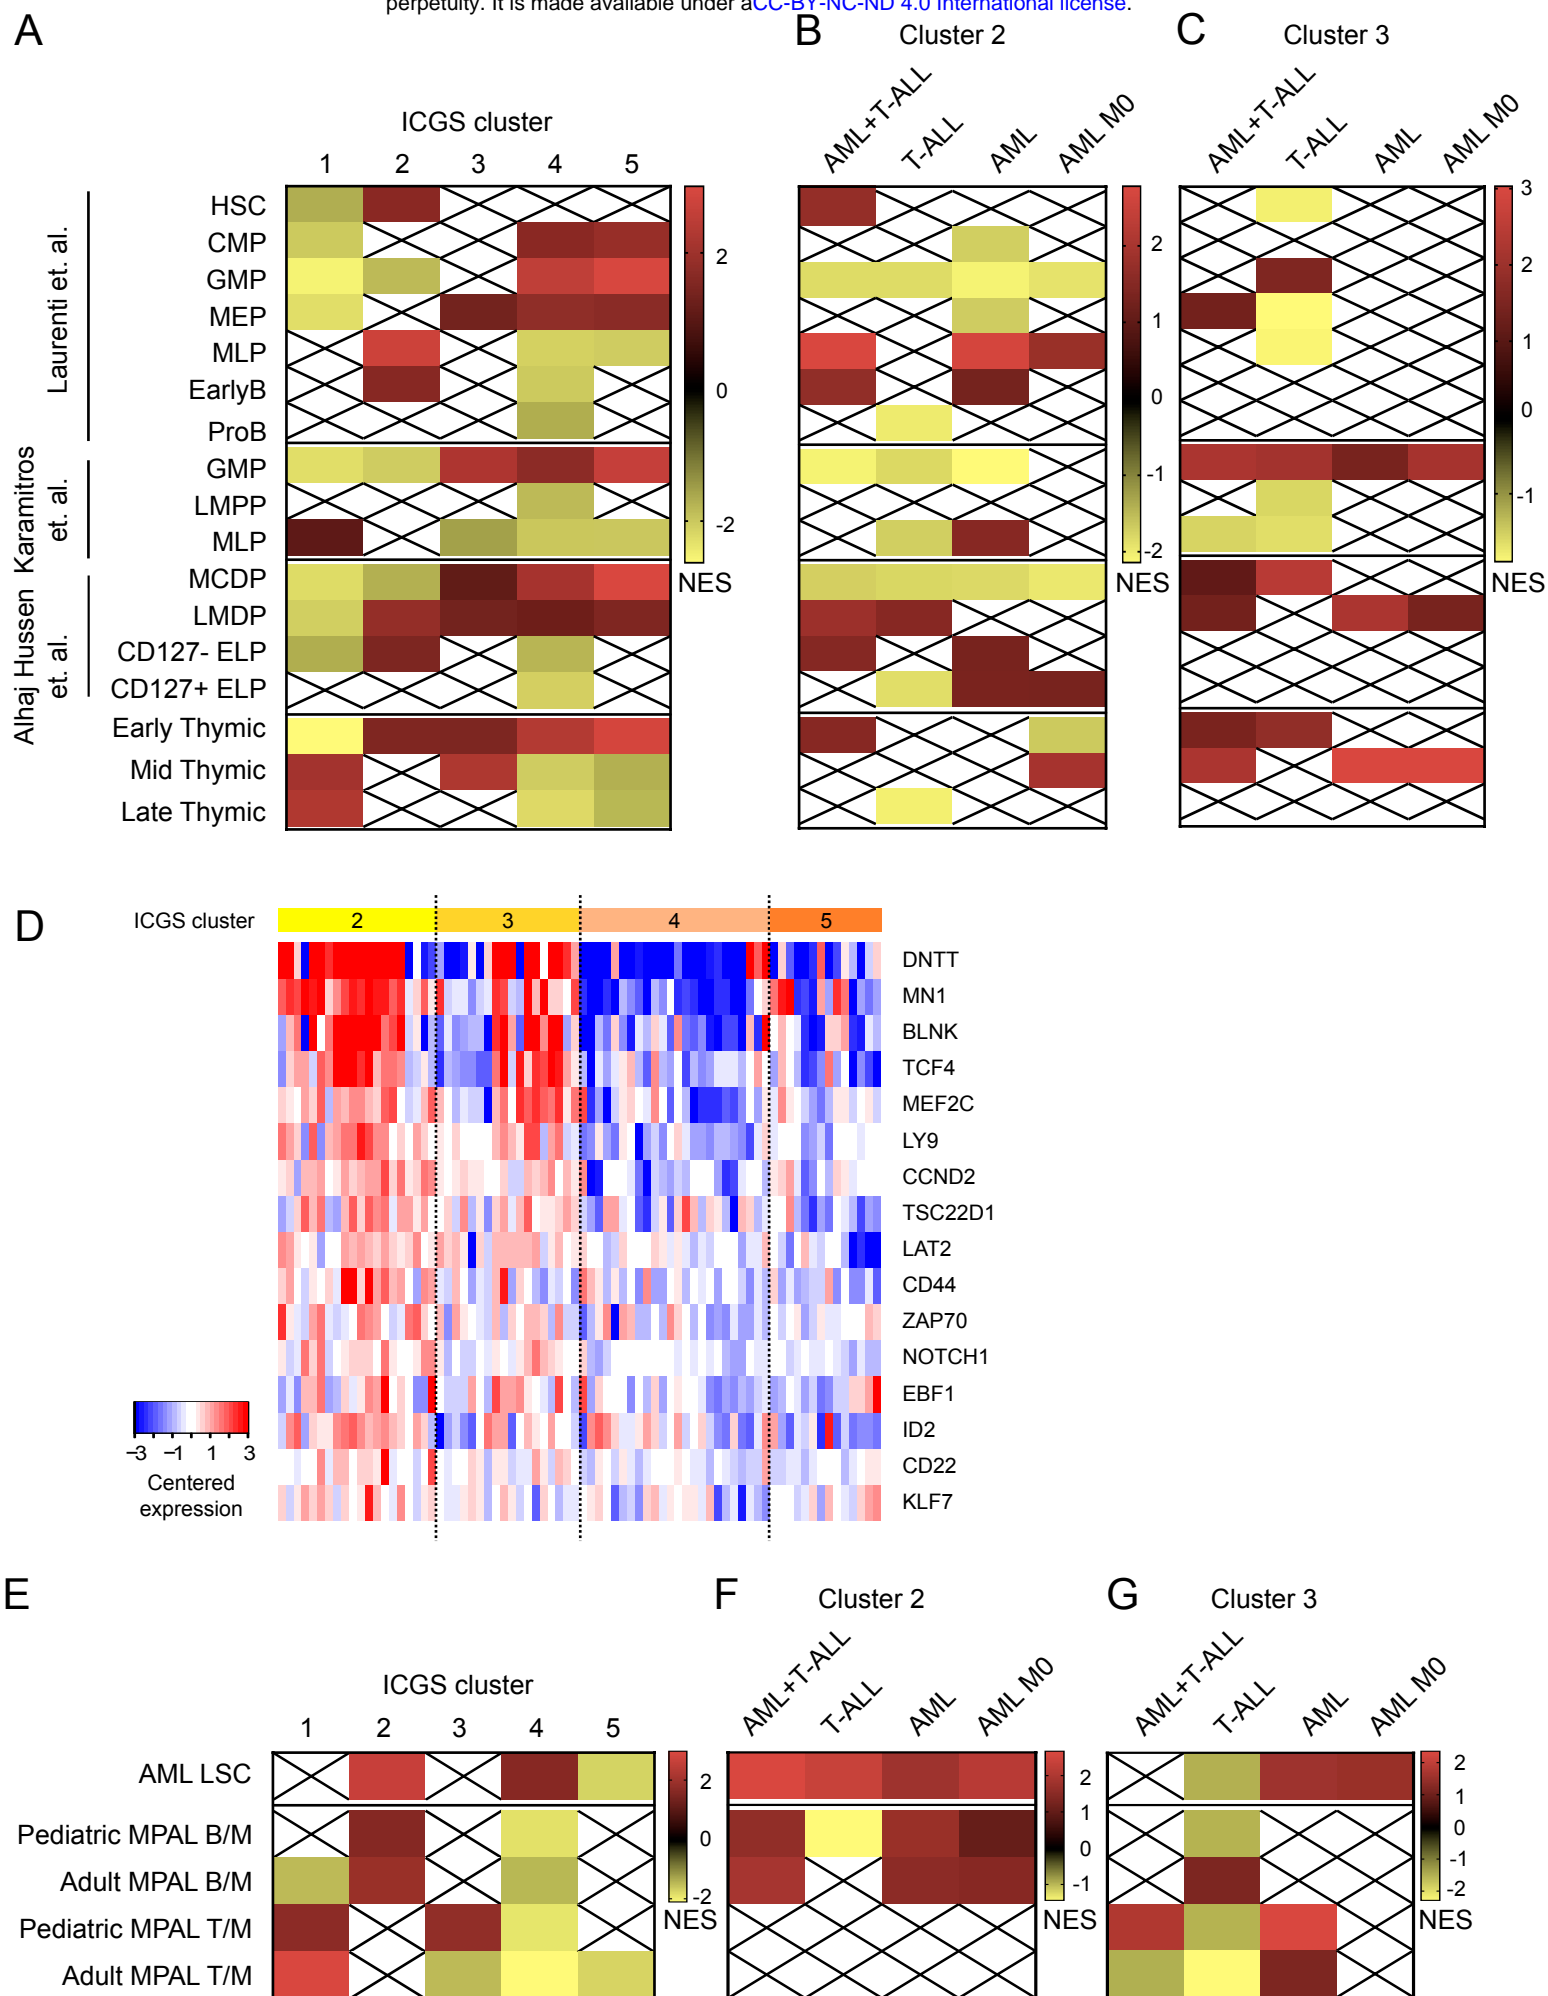 perpetuity. It is made available under aCC-BY-NC-ND 4.0 International license.
A
B
Cluster 2
C
Cluster 3
ICGS cluster
AML+T-ALL
T-ALL
AML
AML M0
AML+T-ALL
T-ALL
AML
AML M0
1
2
3
4
5
Laurenti et. al.
HSC
CMP
GMP
MEP
MLP
EarlyB
ProB
Karamitros
et. al.
GMP
LMPP
MLP
Alhaj Hussen
et. al.
MCDP
LMDP
CD127- ELP
CD127+ ELP
Early Thymic
Mid Thymic
Late Thymic
2
0
-2
NES
2
1
0
-1
-2
NES
3
2
1
0
-1
NES
D
ICGS cluster
2
3
4
5
DNTT
MN1
BLNK
TCF4
MEF2C
LY9
CCND2
TSC22D1
LAT2
CD44
ZAP70
NOTCH1
EBF1
ID2
CD22
KLF7
−3
−1
1
3
Centered
expression
E
F
Cluster 2
G
Cluster 3
ICGS cluster
AML+T-ALL
T-ALL
AML
AML M0
AML+T-ALL
T-ALL
AML
AML M0
1
2
3
4
5
AML LSC
Pediatric MPAL B/M
Adult MPAL B/M
Pediatric MPAL T/M
Adult MPAL T/M
2
0
-2
NES
2
1
0
-1
NES
2
1
0
-1
-2
NES